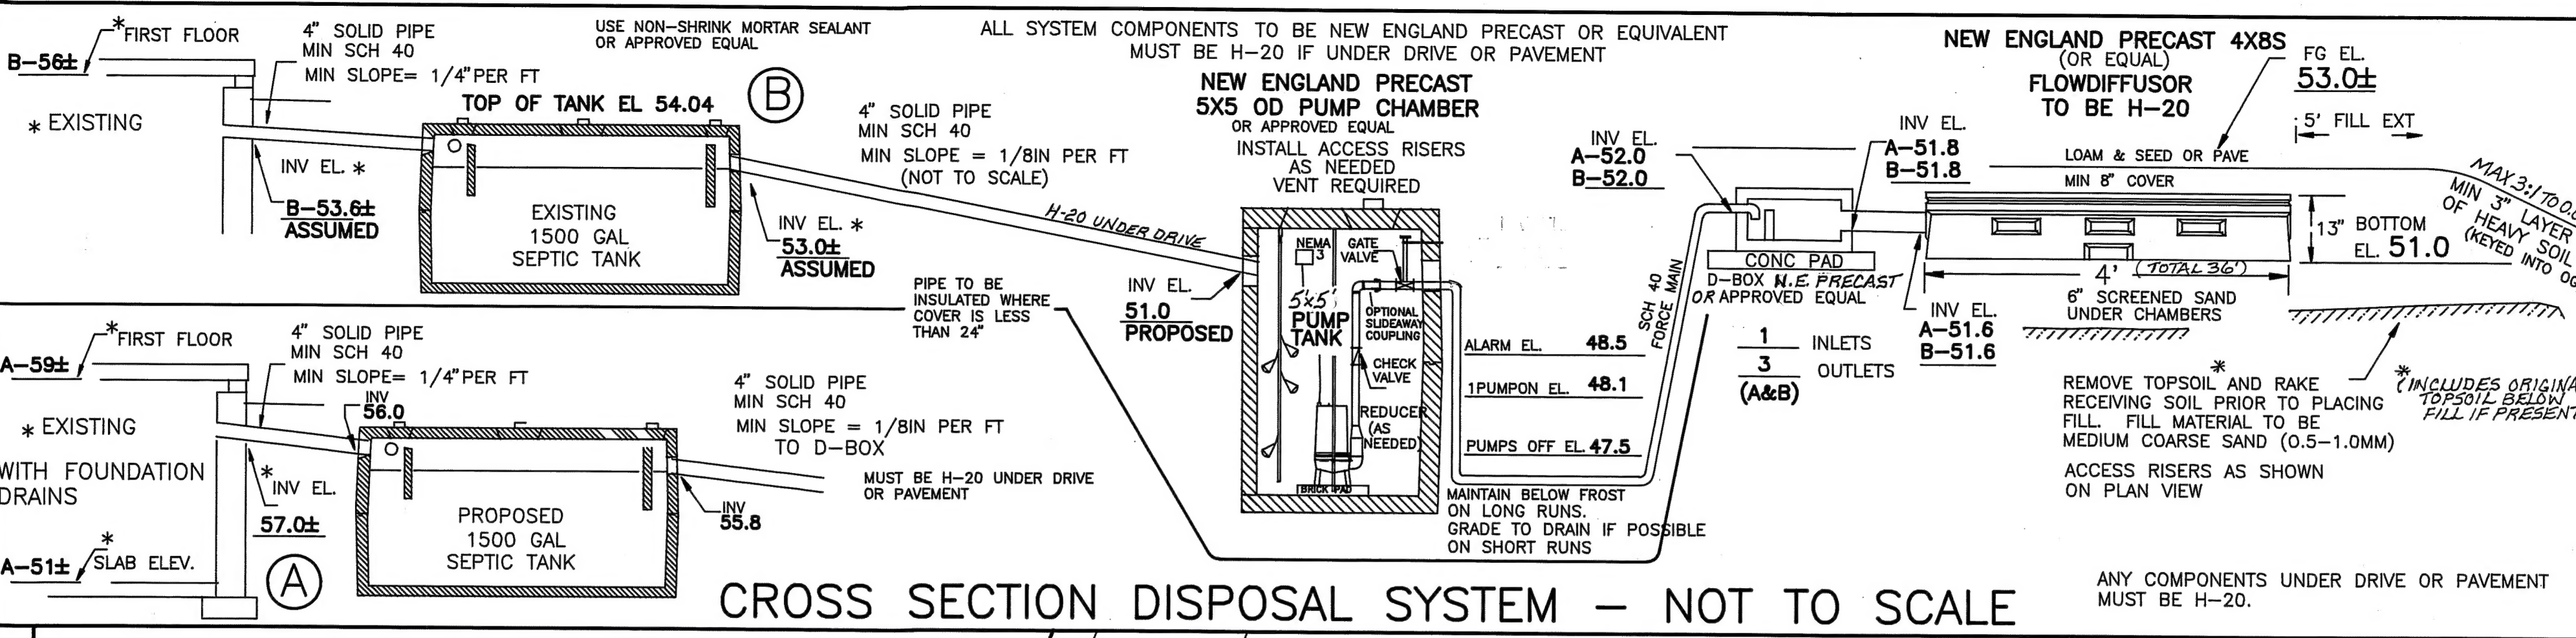 *FIRST FLOOR
B-56±
* EXISTING
4" SOLID PIPE
MIN SCH 40
MIN SLOPE= 1/4"PER FT
USE NON-SHRINK MORTAR SEALANT
OR APPROVED EQUAL
TOP OF TANK EL 54.04
B
INV EL. *
B-53.6±
ASSUMED
EXISTING
1500 GAL
SEPTIC TANK
INV EL. *
53.0±
ASSUMED
4" SOLID PIPE
MIN SCH 40
MIN SLOPE = 1/8IN PER FT
(NOT TO SCALE)
H-20 UNDER DRIVE
ALL SYSTEM COMPONENTS TO BE NEW ENGLAND PRECAST OR EQUIVALENT
MUST BE H-20 IF UNDER DRIVE OR PAVEMENT
NEW ENGLAND PRECAST
5X5 OD PUMP CHAMBER
OR APPROVED EQUAL
INSTALL ACCESS RISERS
AS NEEDED
VENT REQUIRED
INV EL.
51.0
PROPOSED
NEMA
3
GATE
VALVE
5'x5'
PUMP
TANK
OPTIONAL
SLIDEAWAY
COUPLING
CHECK
VALVE
REDUCER
(AS
NEEDED)
BRICK PAD
ALARM EL. 48.5
1PUMPON EL. 48.1
PUMPS OFF EL. 47.5
SCH 40
FORCE MAIN
MAINTAIN BELOW FROST
ON LONG RUNS.
GRADE TO DRAIN IF POSSIBLE
ON SHORT RUNS
PIPE TO BE
INSULATED WHERE
COVER IS LESS
THAN 24"
INV EL.
A-52.0
B-52.0
INV EL.
A-51.8
B-51.8
CONC PAD
D-BOX N.E. PRECAST
OR APPROVED EQUAL
1 INLETS
3 OUTLETS
(A&B)
INV EL.
A-51.6
B-51.6
NEW ENGLAND PRECAST 4X8S
(OR EQUAL)
FLOWDIFFUSOR
TO BE H-20
FG EL.
53.0±
5' FILL EXT
LOAM & SEED OR PAVE
MIN 8" COVER
MAX 3:1 TO
MIN 3" LAYER
OF HEAVY SOIL
(KEYED INTO
13" BOTTOM
EL. 51.0
4' (TOTAL 36')
6" SCREENED SAND
UNDER CHAMBERS
*
REMOVE TOPSOIL AND RAKE
RECEIVING SOIL PRIOR TO PLACING
FILL. FILL MATERIAL TO BE
MEDIUM COARSE SAND (0.5-1.0MM)
ACCESS RISERS AS SHOWN
ON PLAN VIEW
*
(INCLUDES
TOPSOIL BELOW
FILL IF PRESENT
*FIRST FLOOR
A-59±
* EXISTING
WITH FOUNDATION
DRAINS
4" SOLID PIPE
MIN SCH 40
MIN SLOPE= 1/4"PER FT
INV
56.0
*INV EL.
57.0±
*
A-51± SLAB ELEV.
A
PROPOSED
1500 GAL
SEPTIC TANK
INV
55.8
4" SOLID PIPE
MIN SCH 40
MIN SLOPE = 1/8IN PER FT
TO D-BOX
MUST BE H-20 UNDER DRIVE
OR PAVEMENT
CROSS SECTION DISPOSAL SYSTEM - NOT TO SCALE
ANY COMPONENTS UNDER DRIVE OR PAVEMENT
MUST BE H-20.